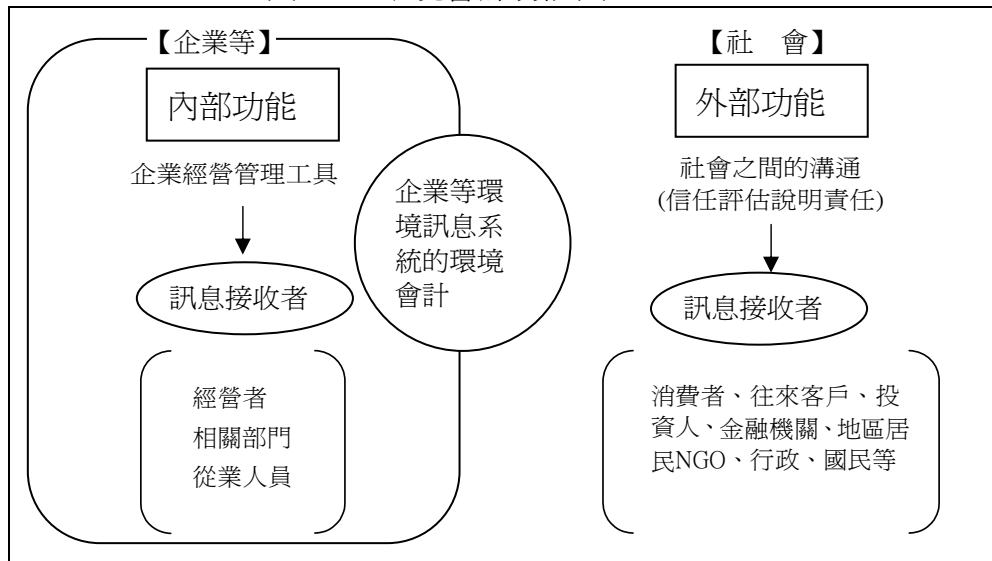 【企業等】
內部功能
企業經營管理工具
訊息接收者
經營者
相關部門
從業人員
企業等環
境訊息系
統的環境
會計
【社 會】
外部功能
社會之間的溝通
(信任評估說明責任)
訊息接收者
消費者、往來客戶、投
資人、金融機關、地區居
民NGO、行政、國民等